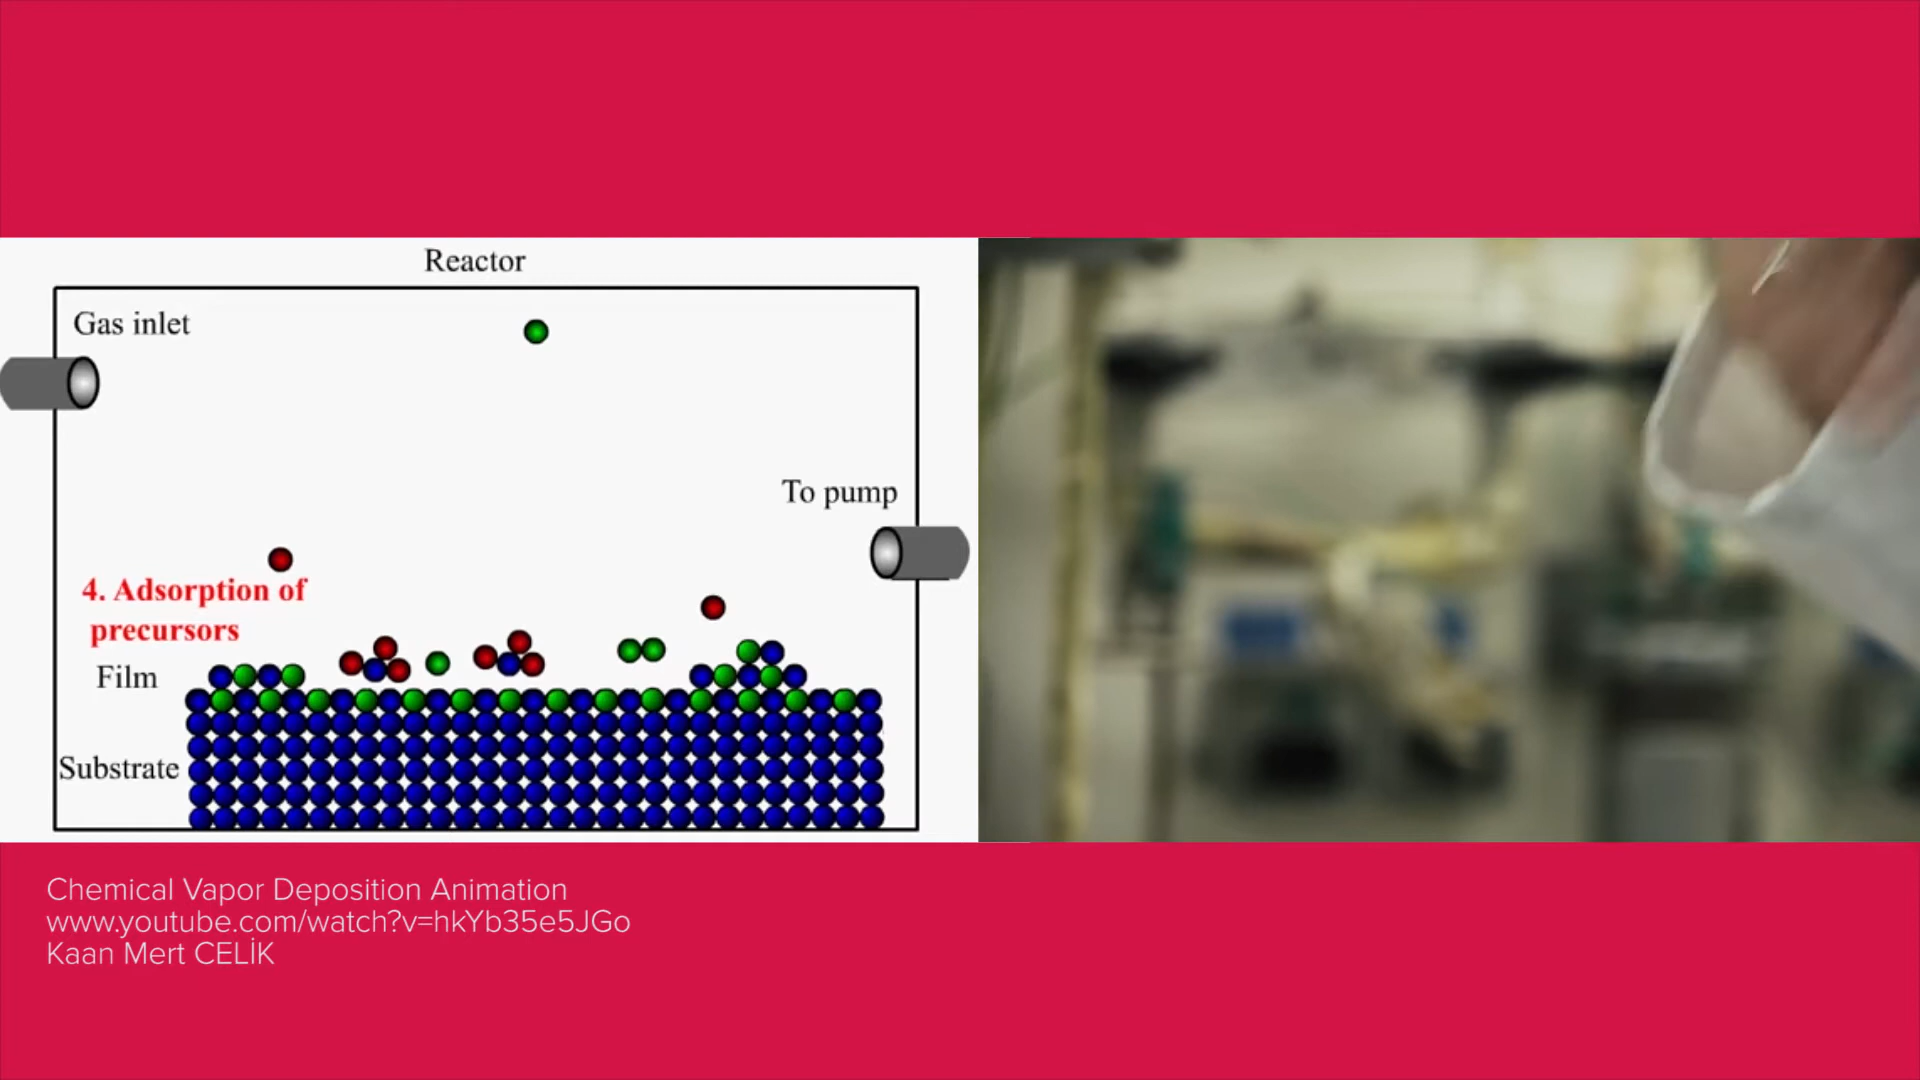 Reactor
Gas inlet
To pump
4. Adsorption of
precursors
Film
Substrate
Chemical Vapor Deposition Animation
www.youtube.com/watch?v=hkYb35e5JGo
Kaan Mert CELİK